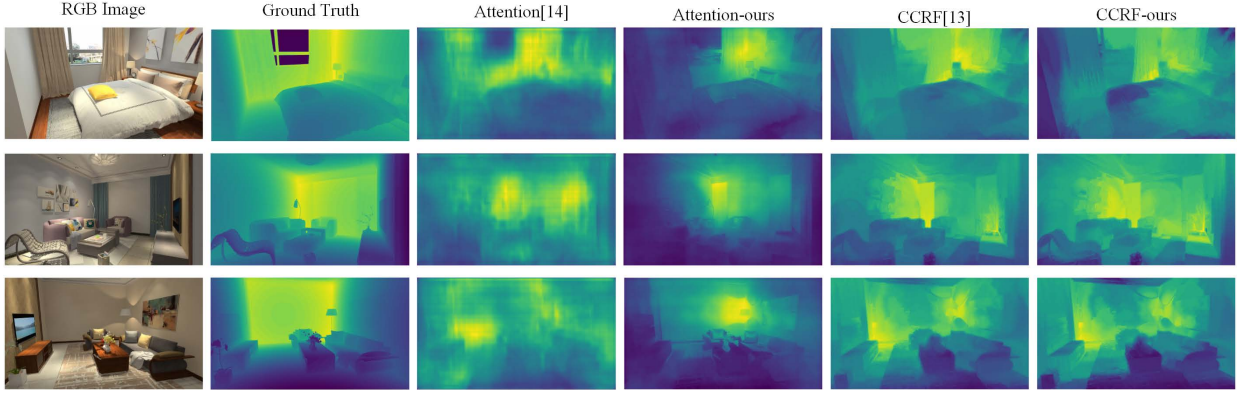 RGB Image
Ground Truth
Attention[14]
Attention-ours
CCRF[13]
CCRF-ours